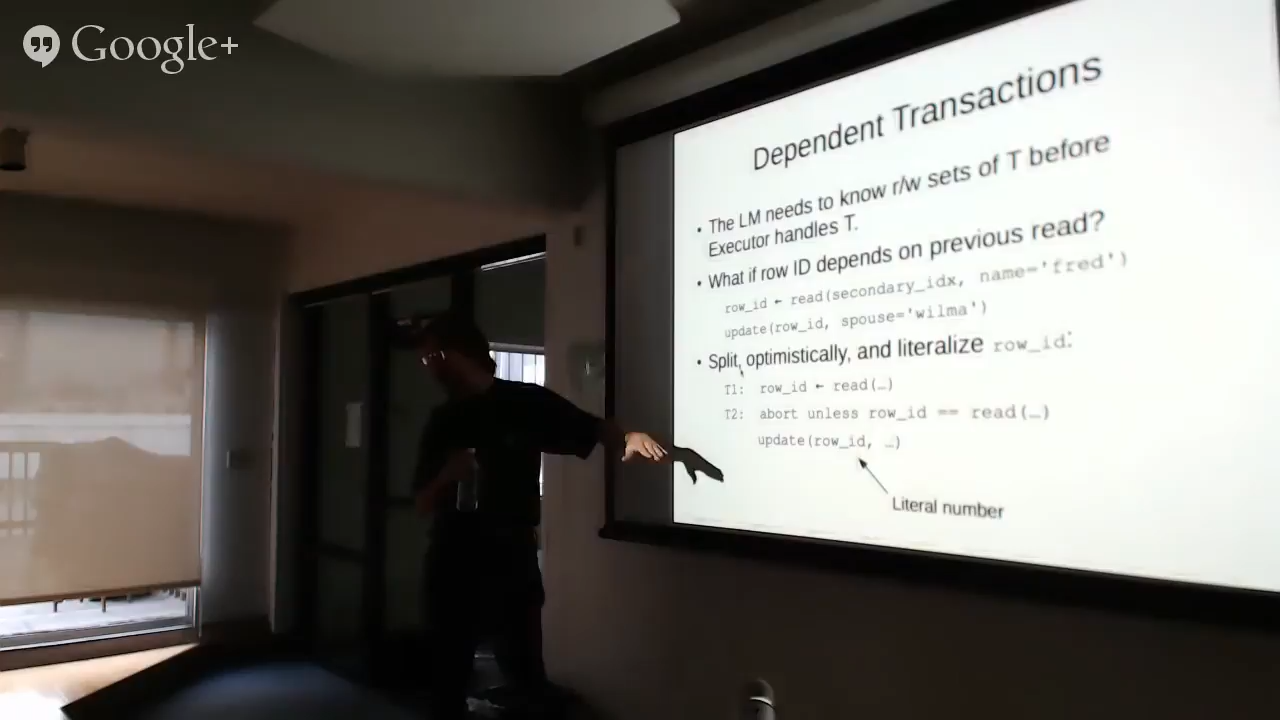 Google+
Dependent Transactions
• The LM needs to know r/w sets of T before
Executor handles T.
• What if row ID depends on previous read?
row_id ← read(secondary_idx, name='fred')
update(row_id, spouse='wilma')
• Split, optimistically, and literalize row_id:
T1: row_id ← read(…)
T2: abort unless row_id == read(…)
update(row_id, …)
Literal number